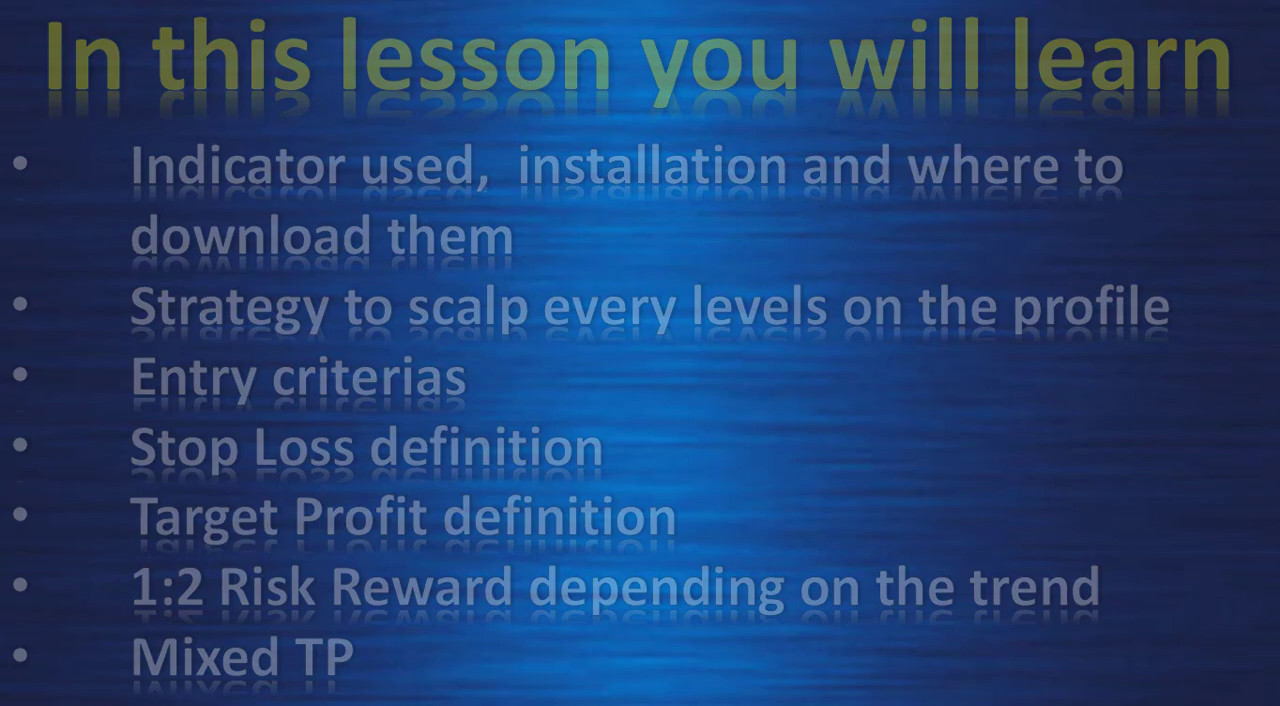 In this lesson you will learn
• Indicator used,  installation and where to
download them
• Strategy to scalp every levels on the profile
• Entry criterias
• Stop Loss definition
• Target Profit definition
• 1:2 Risk Reward depending on the trend
• Mixed TP